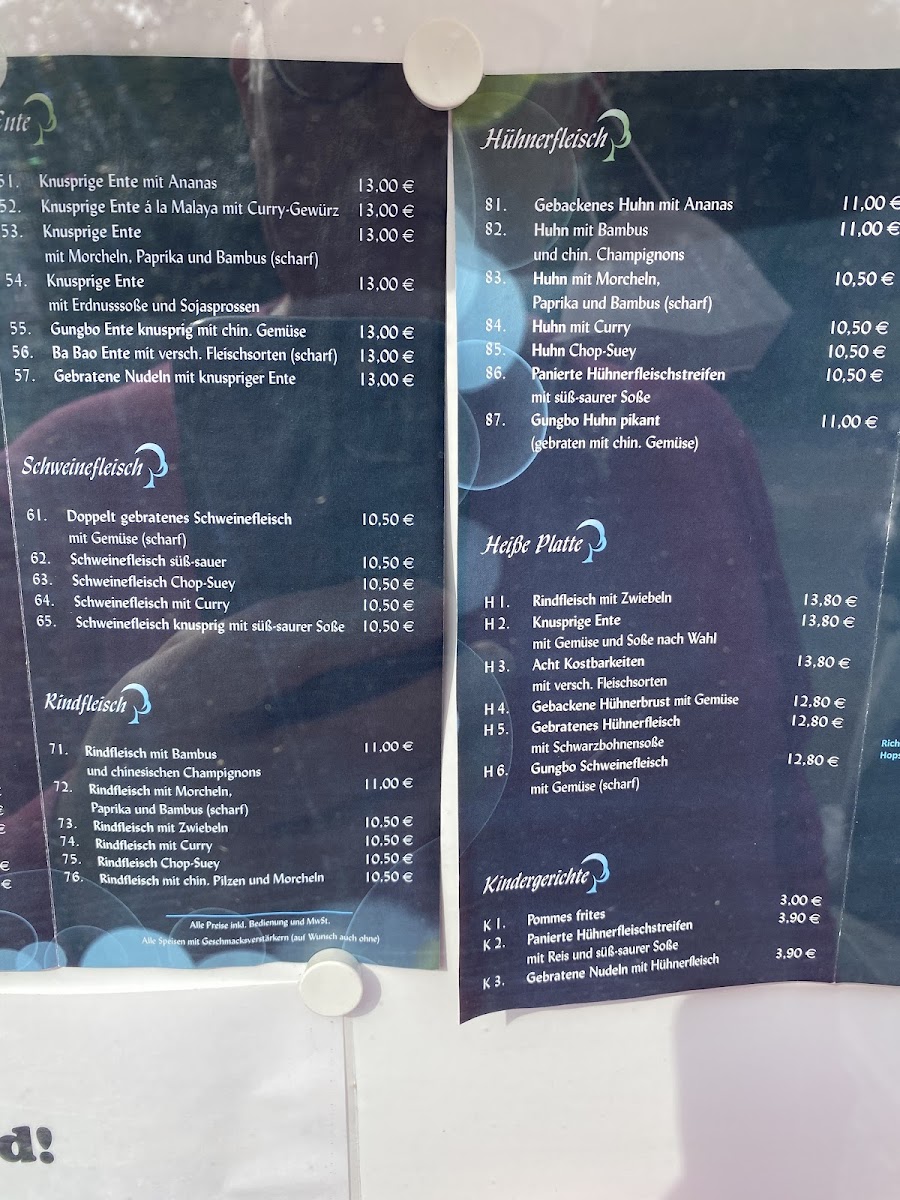 Ente
51. Knusprige Ente mit Ananas 13,00 €
52. Knusprige Ente á la Malaya mit Curry-Gewürz 13,00 €
53. Knusprige Ente 13,00 €
mit Morcheln, Paprika und Bambus (scharf)
54. Knusprige Ente 13,00 €
mit Erdnusssoße und Sojasprossen
55. Gungbo Ente knusprig mit chin. Gemüse 13,00 €
56. Ba Bao Ente mit versch. Fleischsorten (scharf) 13,00 €
57. Gebratene Nudeln mit knuspriger Ente 13,00 €
Schweinefleisch
61. Doppelt gebratenes Schweinefleisch 10,50 €
mit Gemüse (scharf)
62. Schweinefleisch süß-sauer 10,50 €
63. Schweinefleisch Chop-Suey 10,50 €
64. Schweinefleisch mit Curry 10,50 €
65. Schweinefleisch knusprig mit süß-saurer Soße 10,50 €
Rindfleisch
71. Rindfleisch mit Bambus 11,00 €
und chinesischen Champignons
72. Rindfleisch mit Morcheln, 11,00 €
Paprika und Bambus (scharf)
73. Rindfleisch mit Zwiebeln 10,50 €
74. Rindfleisch mit Curry 10,50 €
75. Rindfleisch Chop-Suey 10,50 €
76. Rindfleisch mit chin. Pilzen und Morcheln 10,50 €
Alle Preise inkl. Bedienung und MwSt.
Alle Speisen mit Geschmacksverstärkern (auf Wunsch auch ohne)
Hühnerfleisch
81. Gebackenes Huhn mit Ananas 11,00 €
82. Huhn mit Bambus 11,00 €
und chin. Champignons
83. Huhn mit Morcheln, 10,50 €
Paprika und Bambus (scharf)
84. Huhn mit Curry 10,50 €
85. Huhn Chop-Suey 10,50 €
86. Panierte Hühnerfleischstreifen 10,50 €
mit süß-saurer Soße
87. Gungbo Huhn pikant 11,00 €
(gebraten mit chin. Gemüse)
Heiße Platte
H 1. Rindfleisch mit Zwiebeln 13,80 €
H 2. Knusprige Ente 13,80 €
mit Gemüse und Soße nach Wahl
H 3. Acht Kostbarkeiten 13,80 €
mit versch. Fleischsorten
H 4. Gebackene Hühnerbrust mit Gemüse 12,80 €
H 5. Gebratenes Hühnerfleisch 12,80 €
mit Schwarzbohnensoße
H 6. Gungbo Schweinefleisch 12,80 €
mit Gemüse (scharf)
Kindergerichte
K 1. Pommes frites 3,00 €
K 2. Panierte Hühnerfleischstreifen 3,90 €
mit Reis und süß-saurer Soße
K 3. Gebratene Nudeln mit Hühnerfleisch 3,90 €
Rich
Hops
d!